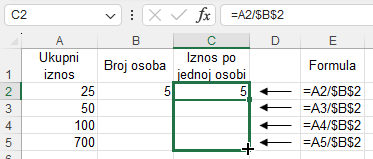 C2 fx =A2/$B$2
A B C D E
1 Ukupni iznos Broj osoba Iznos po jednoj osobi Formula
2 25 5 5 =A2/$B$2
3 50 =A3/$B$2
4 100 =A4/$B$2
5 700 =A5/$B$2
6